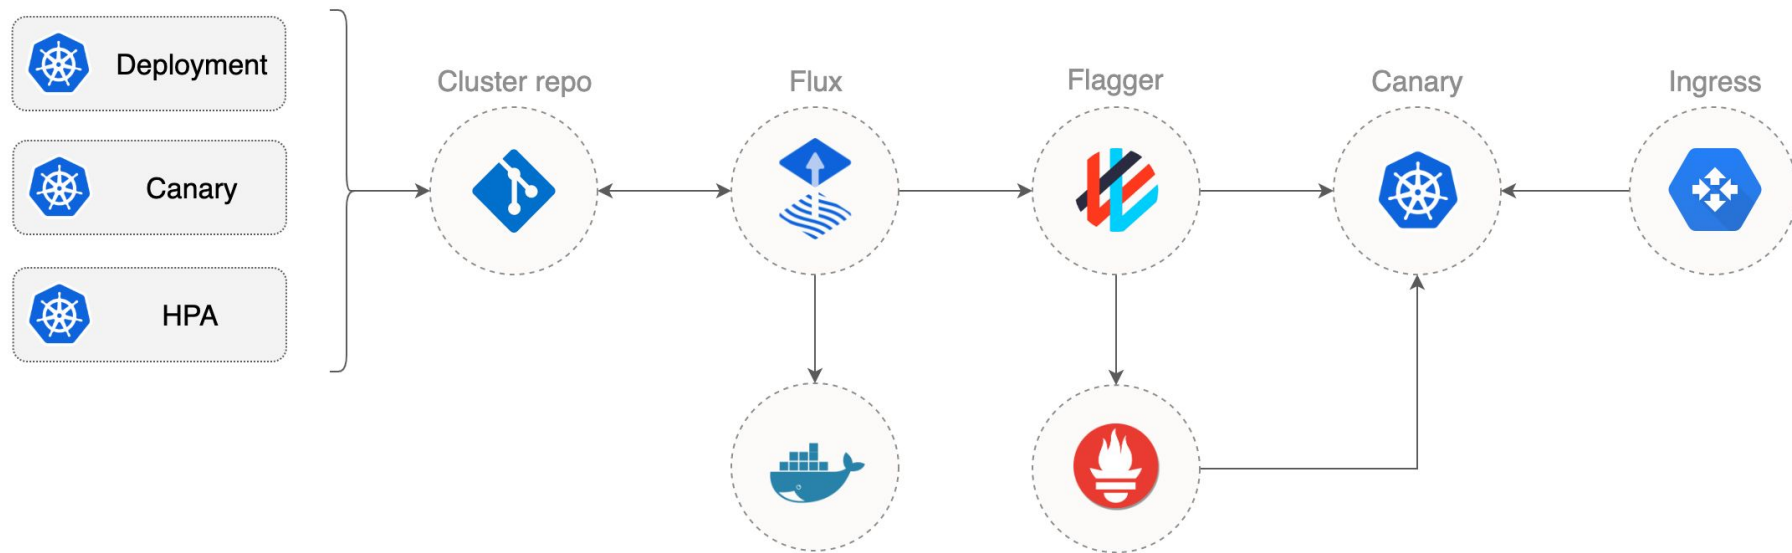 Deployment
Canary
HPA
Cluster repo
Flux
Flagger
Canary
Ingress